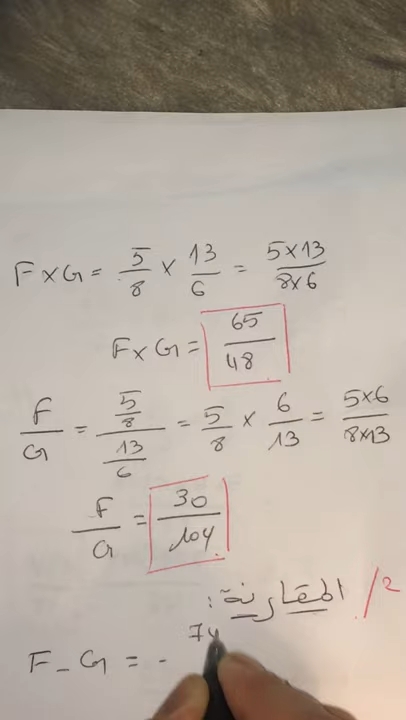 F×G = 5/8 × 13/6 = 5×13/8×6
F×G = 65/48
F/G = 5/8/13/6 = 5/8 × 6/13 = 5×6/8×13
F/G = 30/104
2/ المقارنة :
F - G = - 74